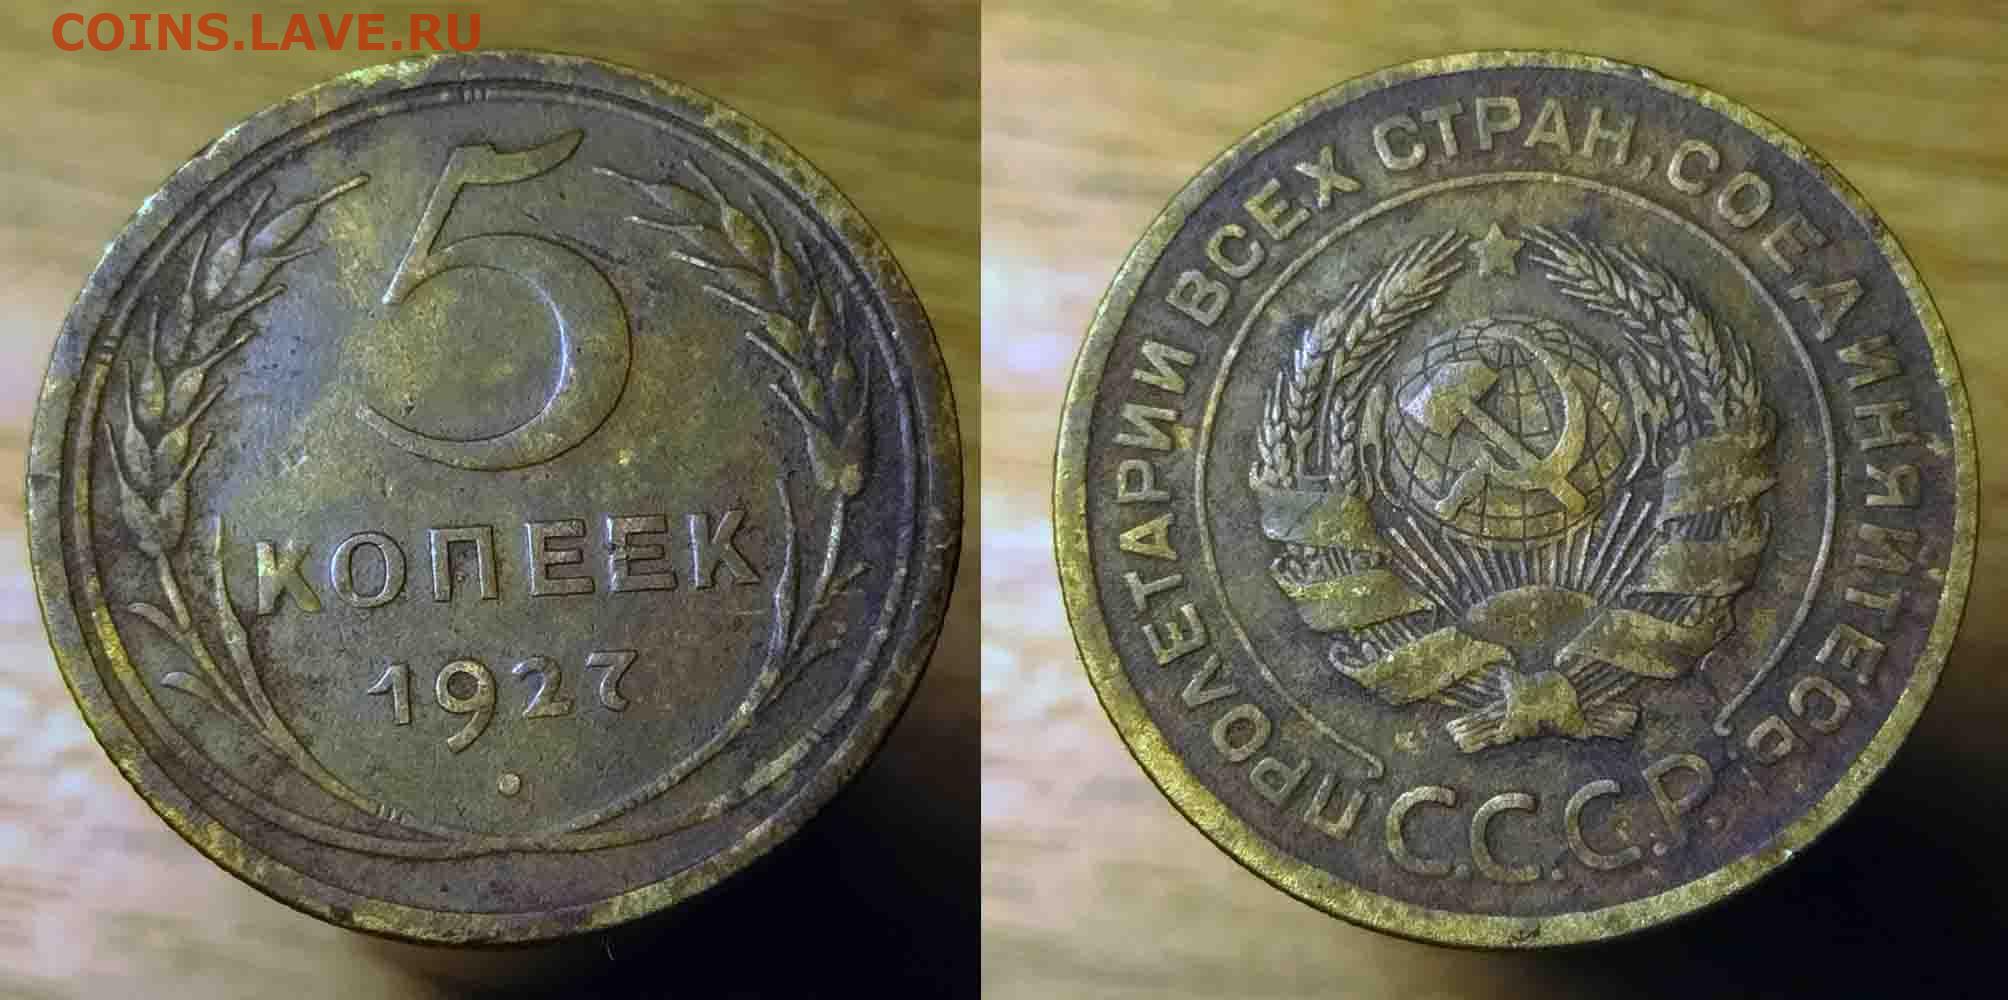 COINS.LAVE.RU
5
КОПЕЕК
1927
ПРОЛЕТАРИИ ВСЕХ СТРАН, СОЕДИНЯЙТЕСЬ
С.С.С.Р.